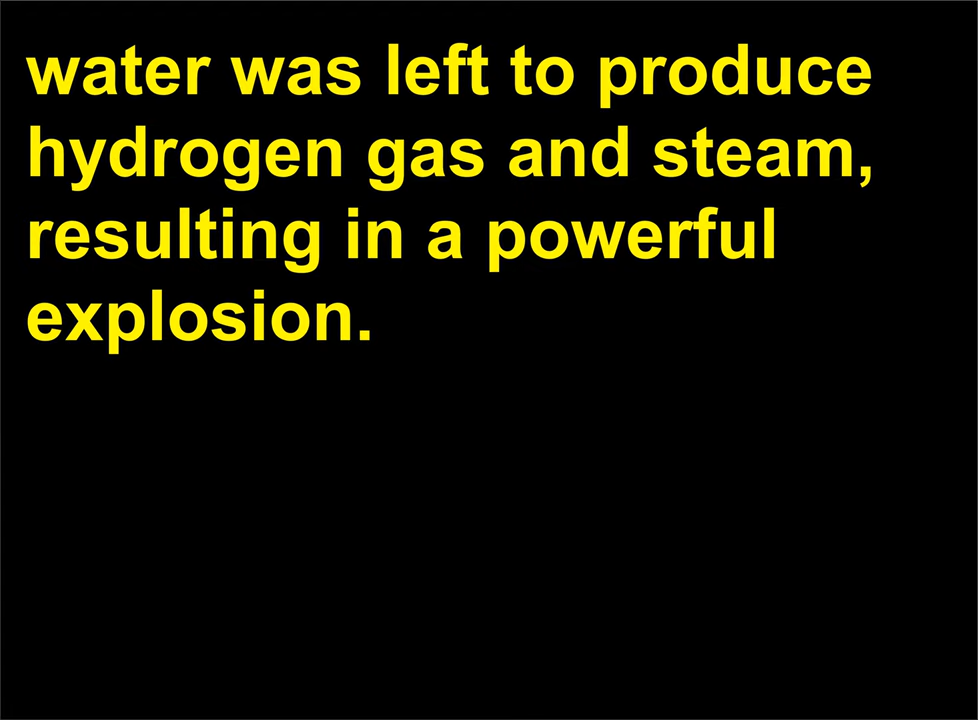 water was left to produce
hydrogen gas and steam,
resulting in a powerful
explosion.